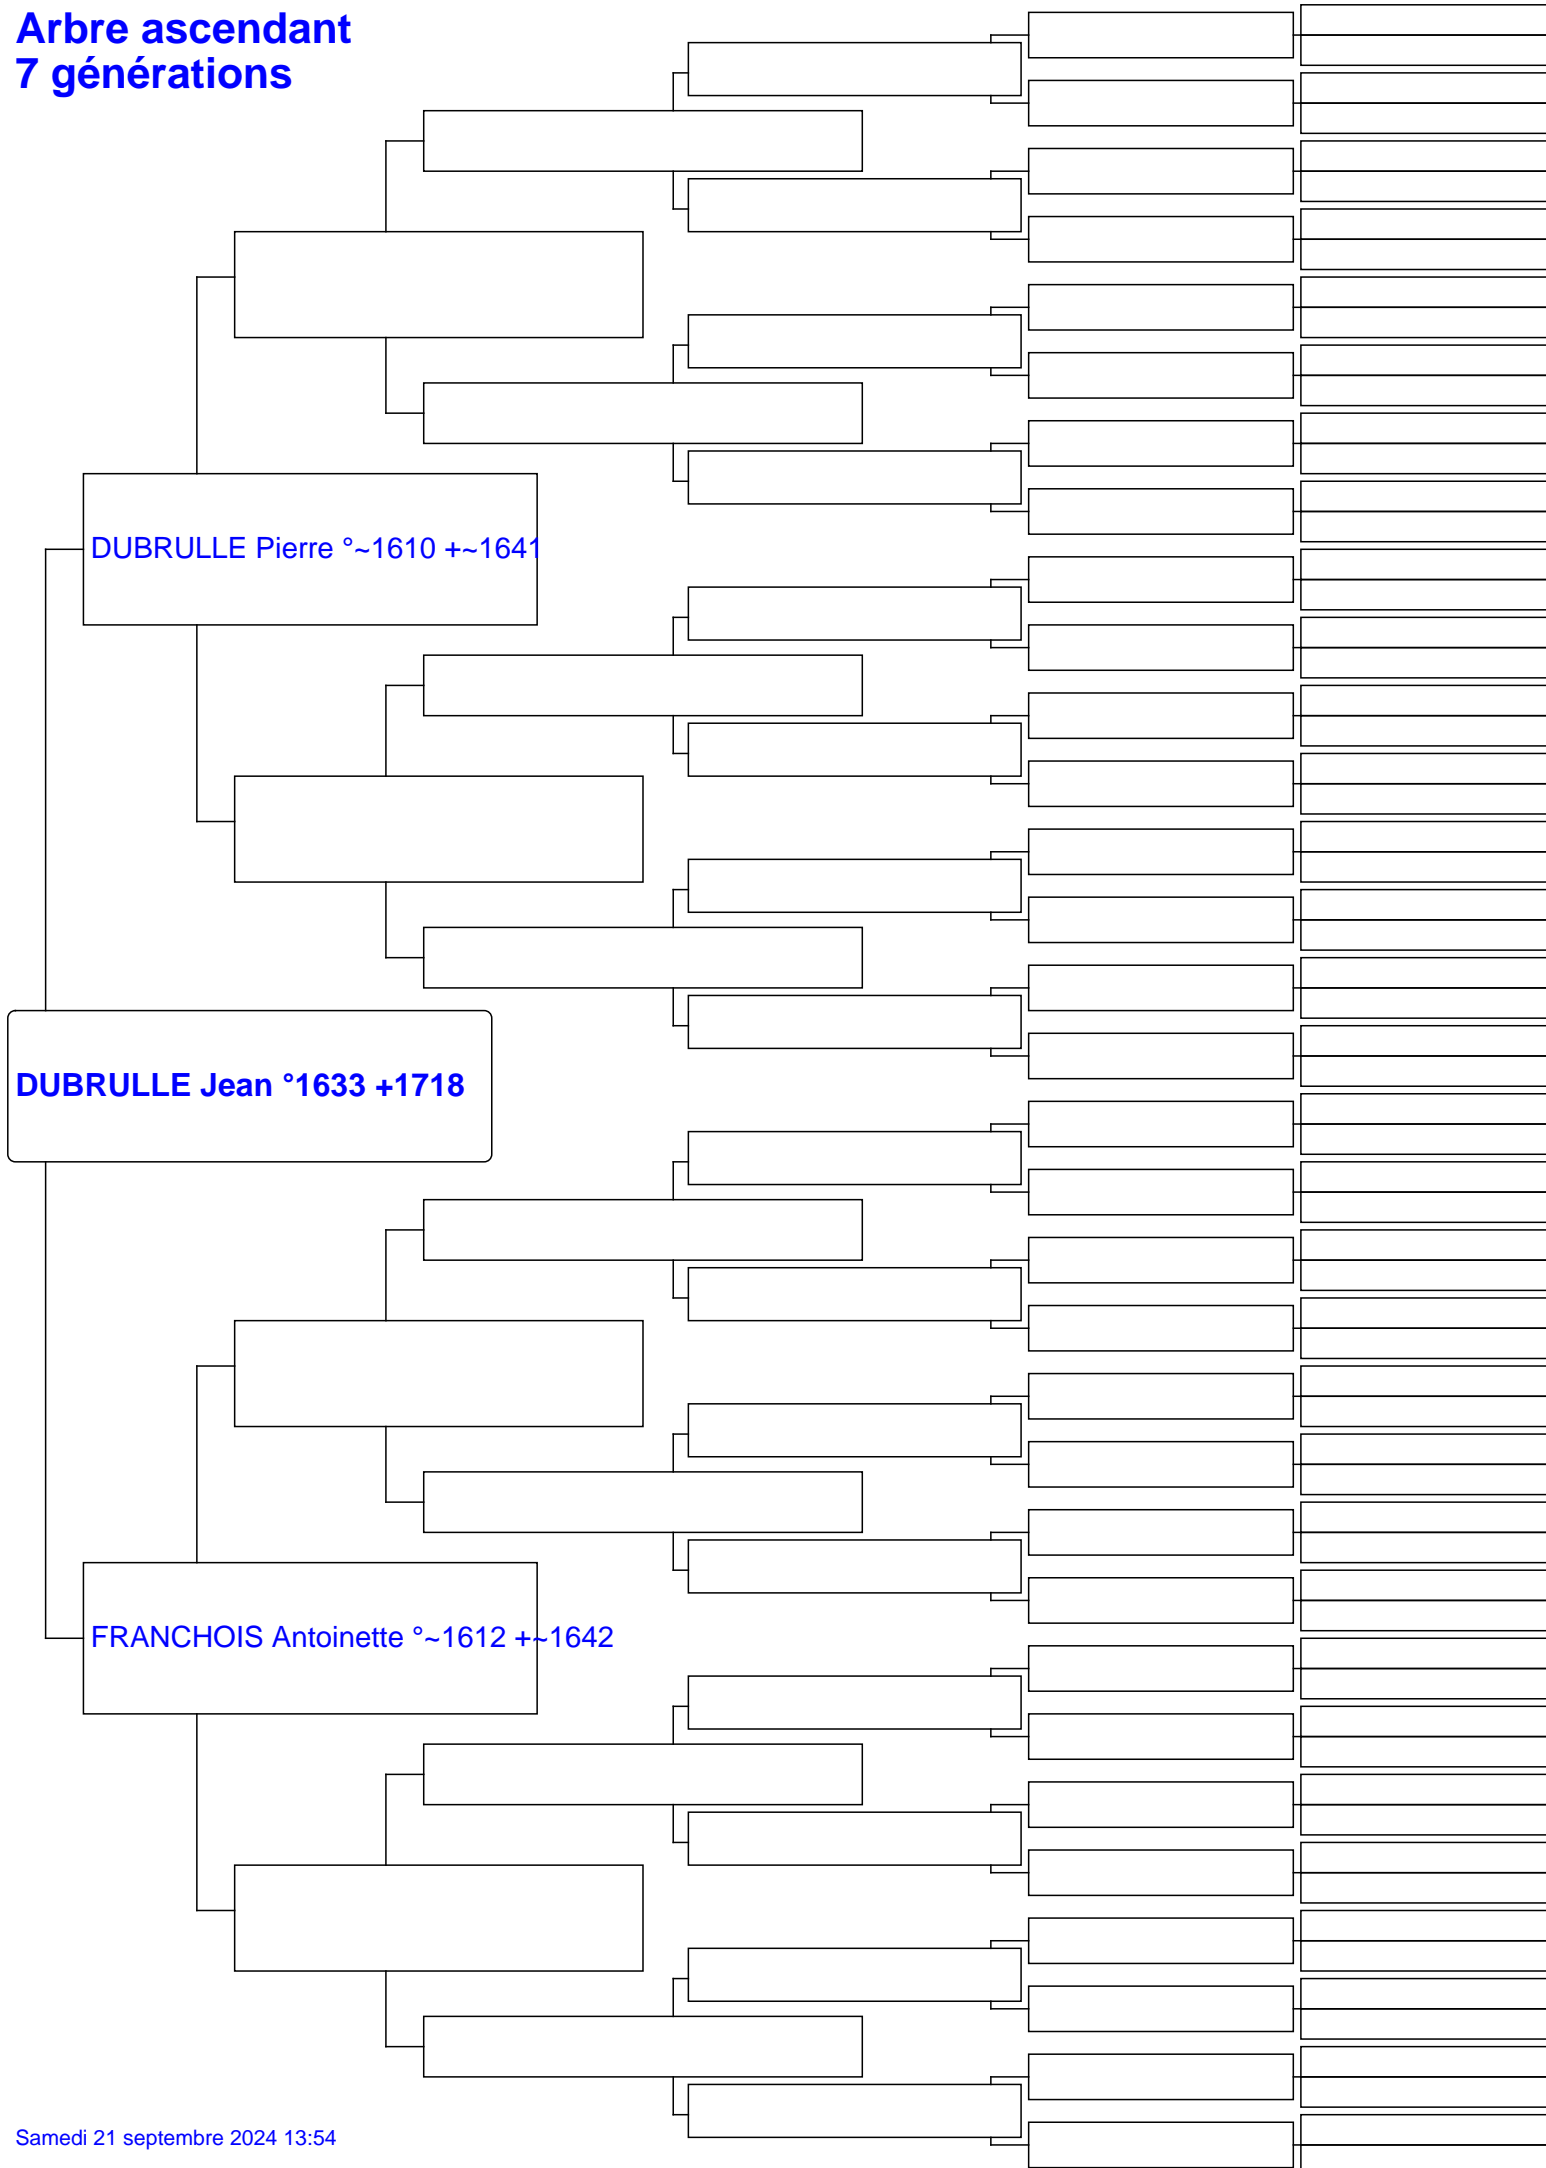 Arbre ascendant
7 générations
DUBRULLE Pierre °~1610 +~1641
DUBRULLE Jean °1633 +1718
FRANCHOIS Antoinette °~1612 +~1642
Samedi 21 septembre 2024 13:54